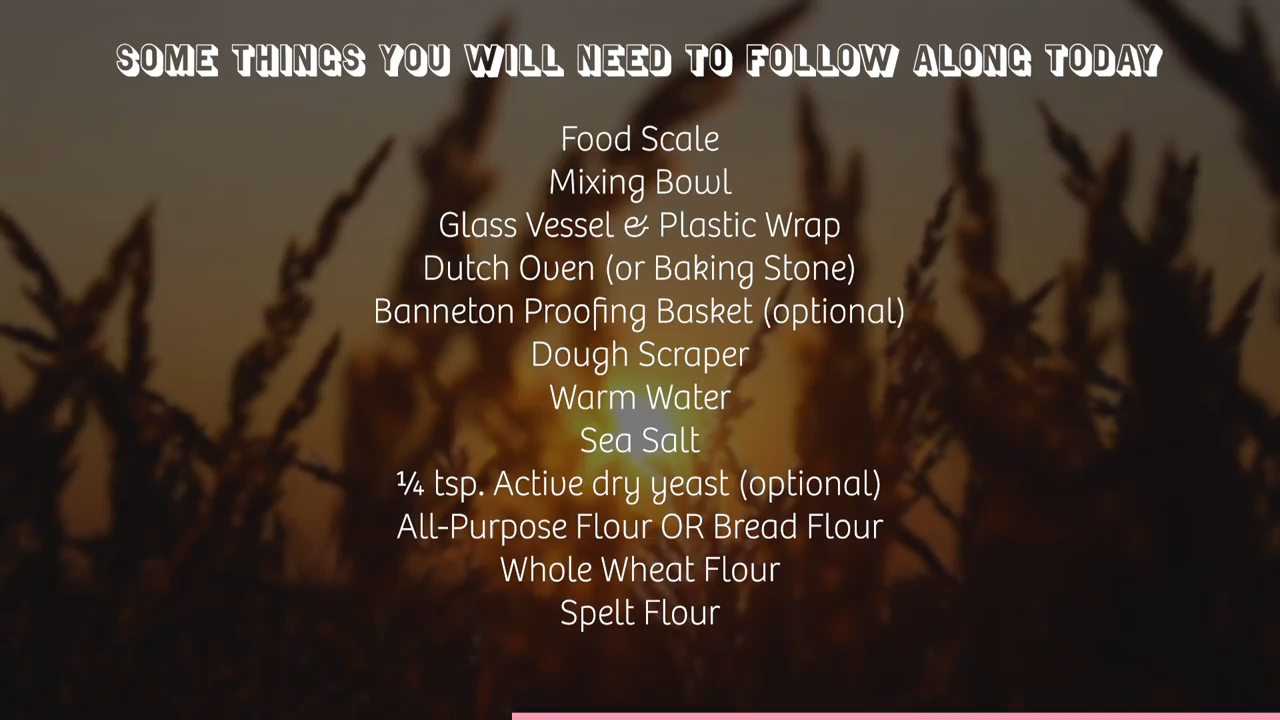 SOME THINGS YOU WILL NEED TO FOLLOW ALONG TODAY
Food Scale
Mixing Bowl
Glass Vessel & Plastic Wrap
Dutch Oven (or Baking Stone)
Banneton Proofing Basket (optional)
Dough Scraper
Warm Water
Sea Salt
¼ tsp. Active dry yeast (optional)
All-Purpose Flour OR Bread Flour
Whole Wheat Flour
Spelt Flour